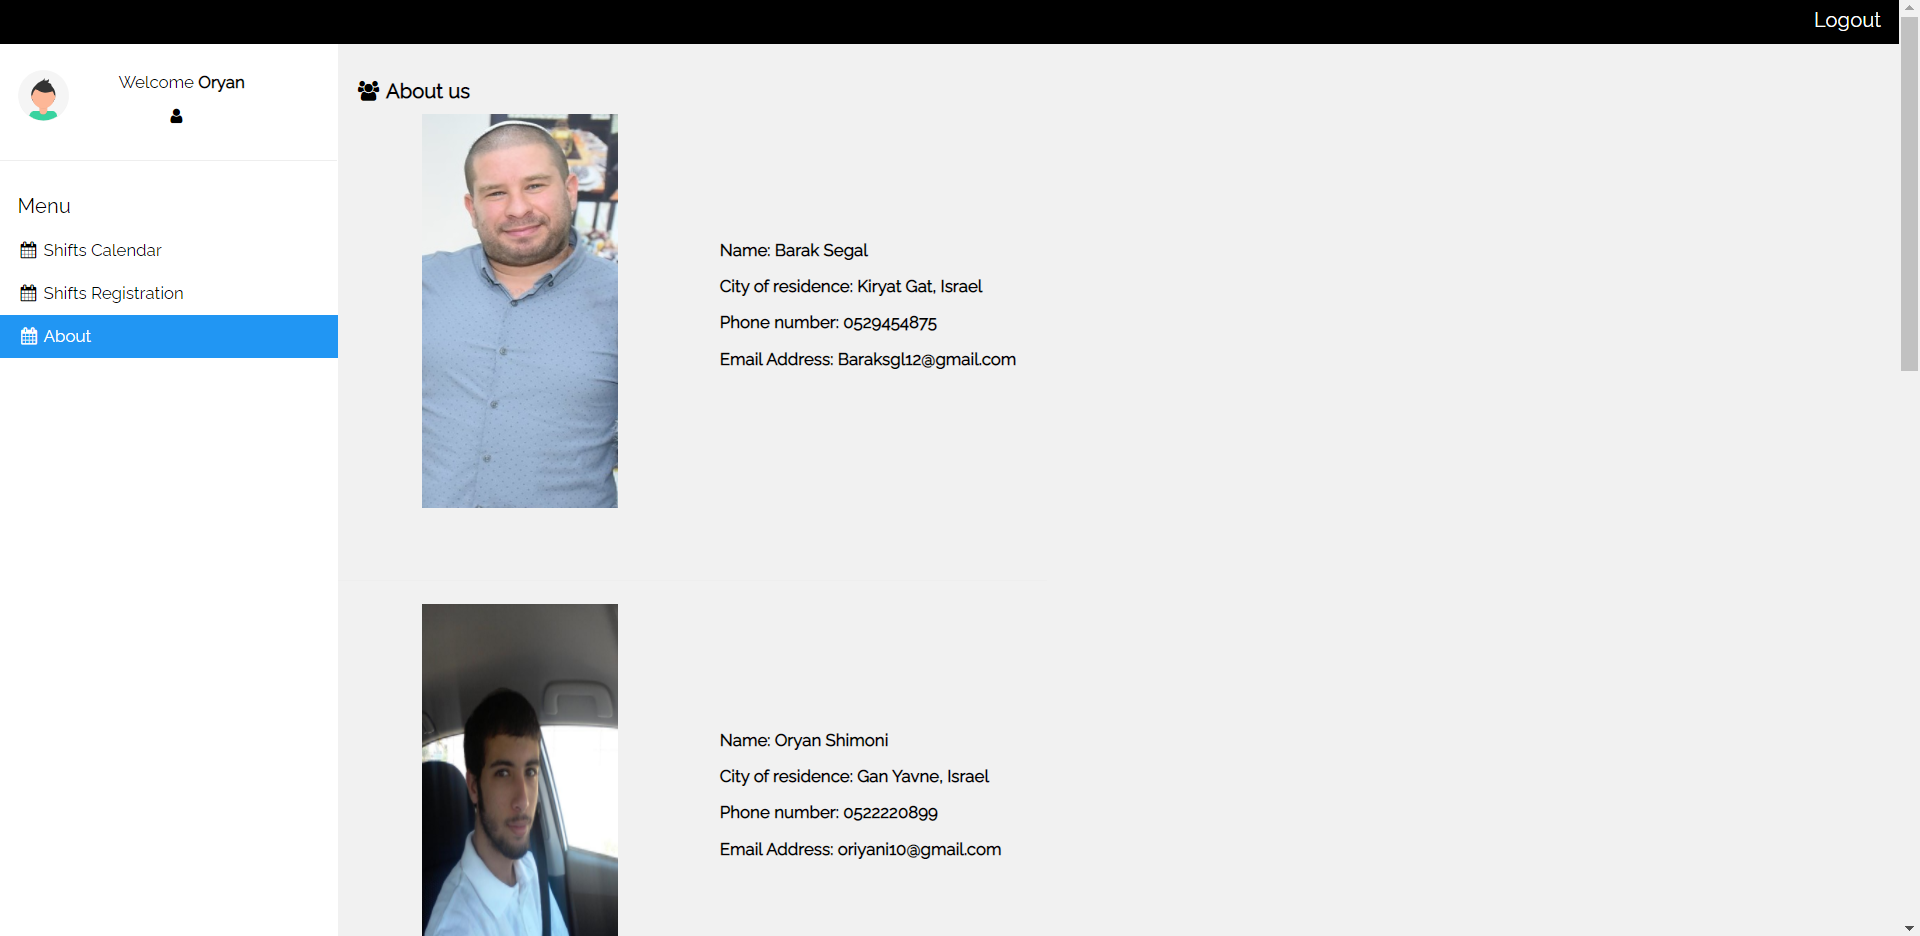 Logout
Welcome Oryan
Menu
Shifts Calendar
Shifts Registration
About
About us
Name: Barak Segal
City of residence: Kiryat Gat, Israel
Phone number: 0529454875
Email Address: Baraksgl12@gmail.com
Name: Oryan Shimoni
City of residence: Gan Yavne, Israel
Phone number: 0522220899
Email Address: oriyani10@gmail.com